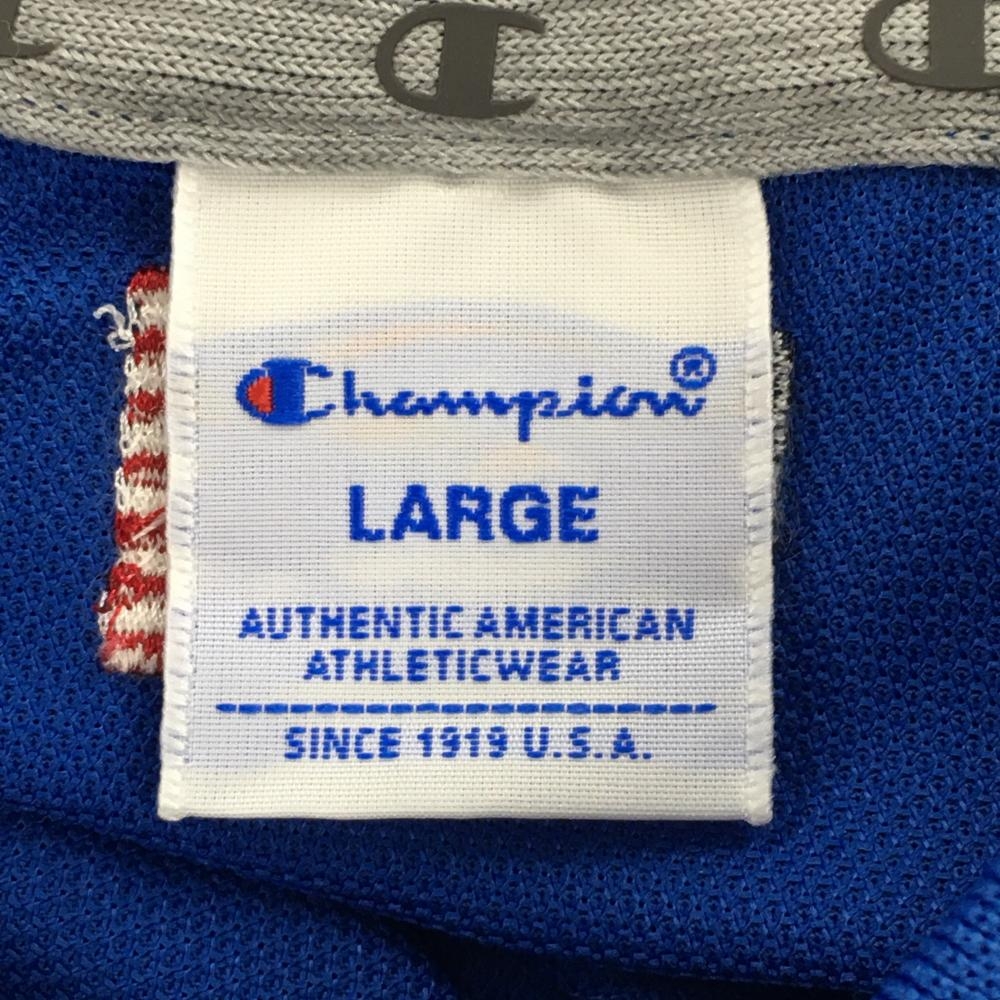 Champion®
LARGE
AUTHENTIC AMERICAN
ATHLETICWEAR
SINCE 1919 U.S.A.